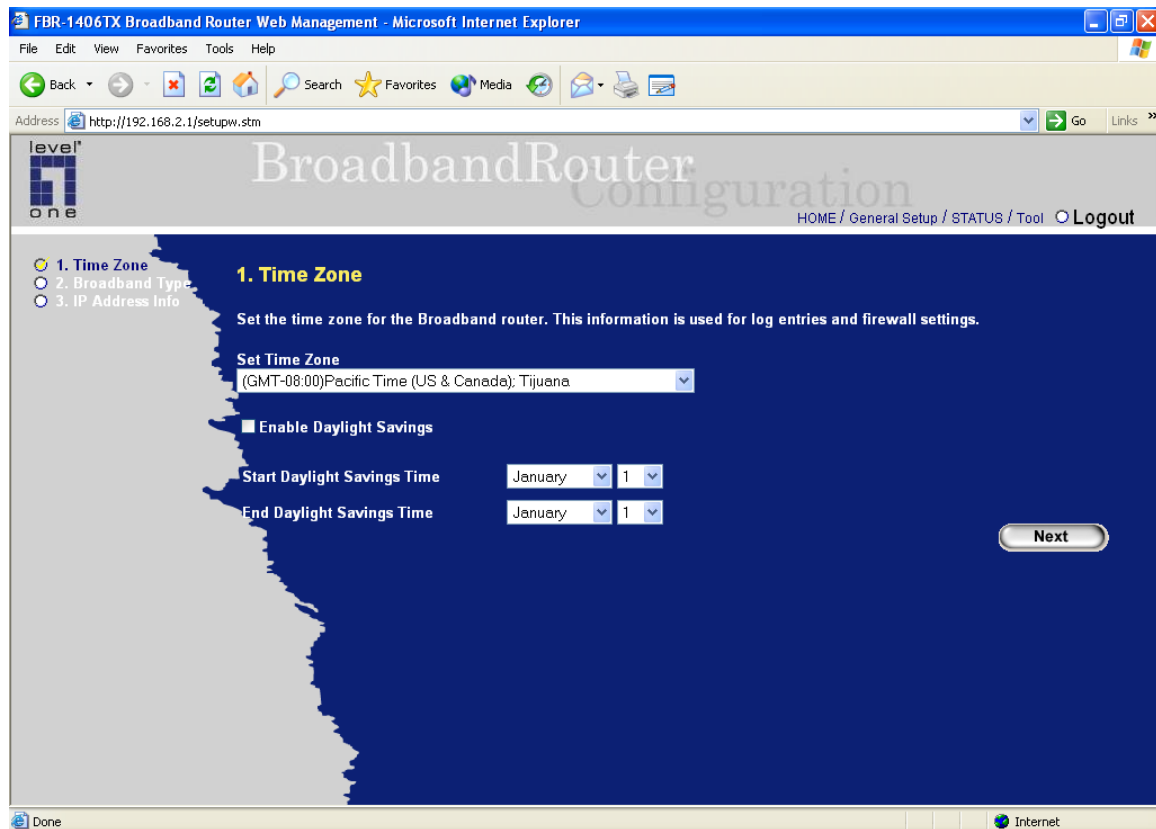 FBR-1406TX Broadband Router Web Management - Microsoft Internet Explorer
File Edit View Favorites Tools Help
Back Search Favorites Media
Address http://192.168.2.1/setupw.stm Go Links »
level one
BroadbandRouter
Configuration
HOME / General Setup / STATUS / Tool Logout
1. Time Zone
2. Broadband Type
3. IP Address Info
1. Time Zone
Set the time zone for the Broadband router. This information is used for log entries and firewall settings.
Set Time Zone
(GMT-08:00)Pacific Time (US & Canada); Tijuana
Enable Daylight Savings
Start Daylight Savings Time January 1
End Daylight Savings Time January 1
Next
Done Internet